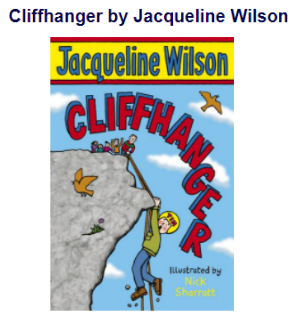 Cliffhanger by Jacqueline Wilson
Jacqueline Wilson
CLIFFHANGER
Illustrated by
Nick
Sharratt